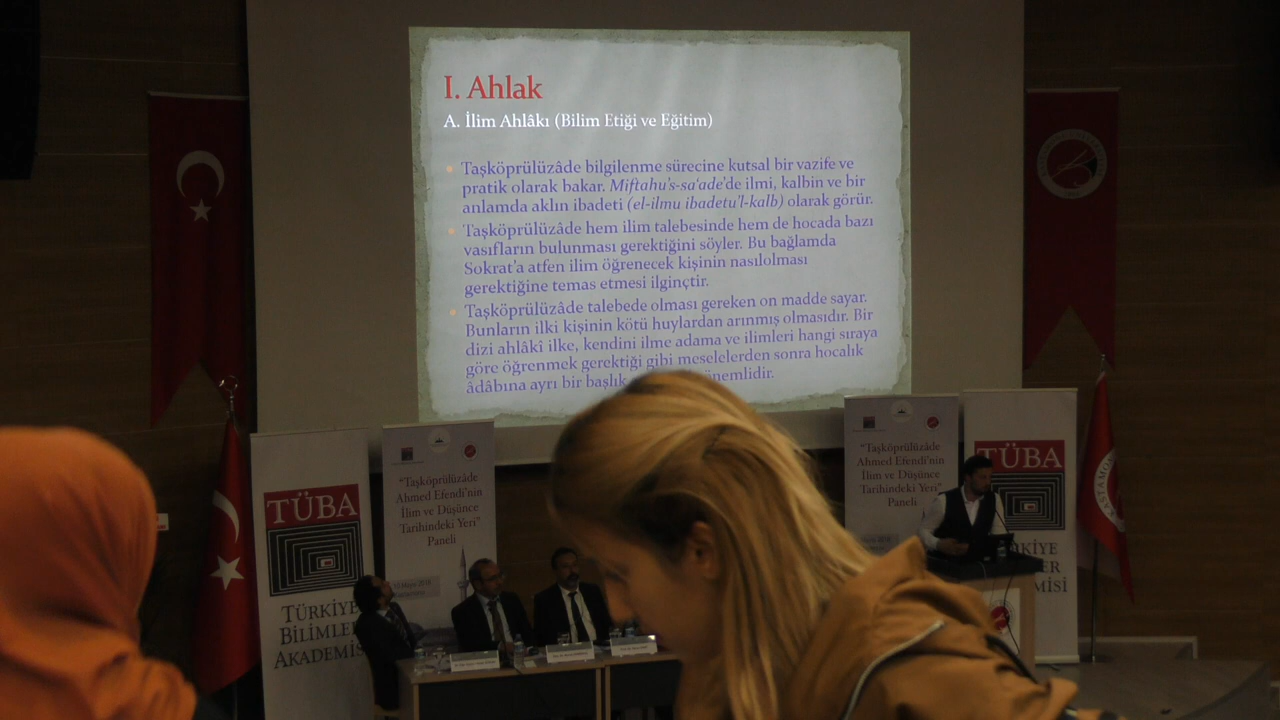 I. Ahlak
A. İlim Ahlâkı (Bilim Etiği ve Eğitim)
Taşköprülüzâde bilgilenme sürecine kutsal bir vazife ve
pratik olarak bakar. Miftahu's-sa'ade'de ilmi, kalbin ve bir
anlamda aklın ibadeti (el-ilmu ibadetu'l-kalb) olarak görür.
Taşköprülüzâde hem ilim talebesinde hem de hocada bazı
vasıfların bulunması gerektiğini söyler. Bu bağlamda
Sokrat'a atfen ilim öğrenecek kişinin nasılolması
gerektiğine temas etmesi ilginçtir.
Taşköprülüzâde talebede olması gereken on madde sayar.
Bunların ilki kişinin kötü huylardan arınmış olmasıdır. Bir
dizi ahlâkî ilke, kendini ilme adama ve ilimleri hangi sıraya
göre öğrenmek gerektiği gibi meselelerden sonra hocalık
âdâbına ayrı bir başlık
TÜBA
TÜRKİYE
BİLİMLER
AKADEMİSİ
"Taşköprülüzâde
Ahmed Efendi'nin
İlim ve Düşünce
Tarihindeki Yeri"
Paneli
"Taşköprülüzâde
Ahmed Efendi'nin
İlim ve Düşünce
Tarihindeki Yeri"
Paneli
TÜBA